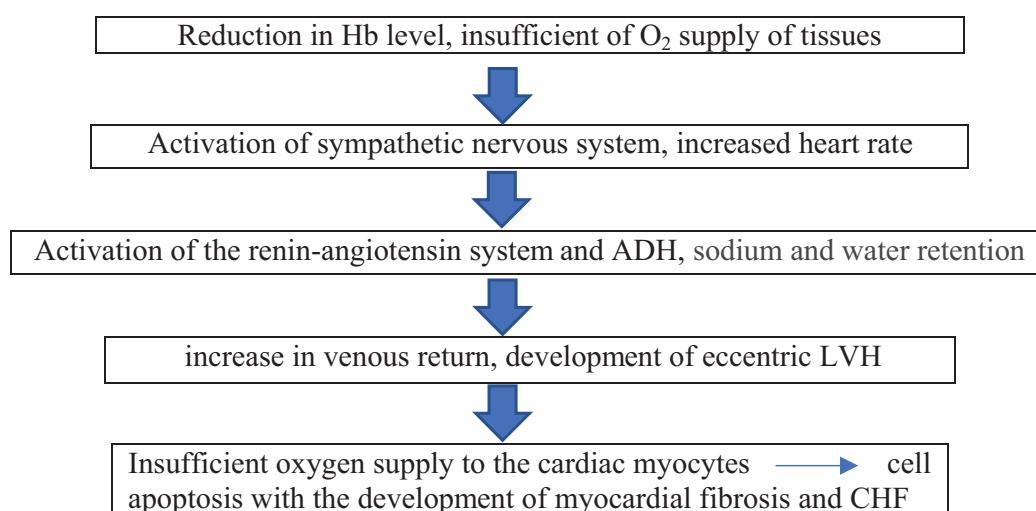 Reduction in Hb level, insufficient of O₂ supply of tissues
Activation of sympathetic nervous system, increased heart rate
Activation of the renin-angiotensin system and ADH, sodium and water retention
increase in venous return, development of eccentric LVH
Insufficient oxygen supply to the cardiac myocytes cell
apoptosis with the development of myocardial fibrosis and CHF